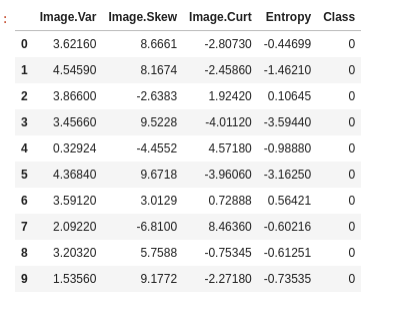 :
Image.Var Image.Skew Image.Curt Entropy Class
0 3.62160 8.6661 -2.80730 -0.44699 0
1 4.54590 8.1674 -2.45860 -1.46210 0
2 3.86600 -2.6383 1.92420 0.10645 0
3 3.45660 9.5228 -4.01120 -3.59440 0
4 0.32924 -4.4552 4.57180 -0.98880 0
5 4.36840 9.6718 -3.96060 -3.16250 0
6 3.59120 3.0129 0.72888 0.56421 0
7 2.09220 -6.8100 8.46360 -0.60216 0
8 3.20320 5.7588 -0.75345 -0.61251 0
9 1.53560 9.1772 -2.27180 -0.73535 0